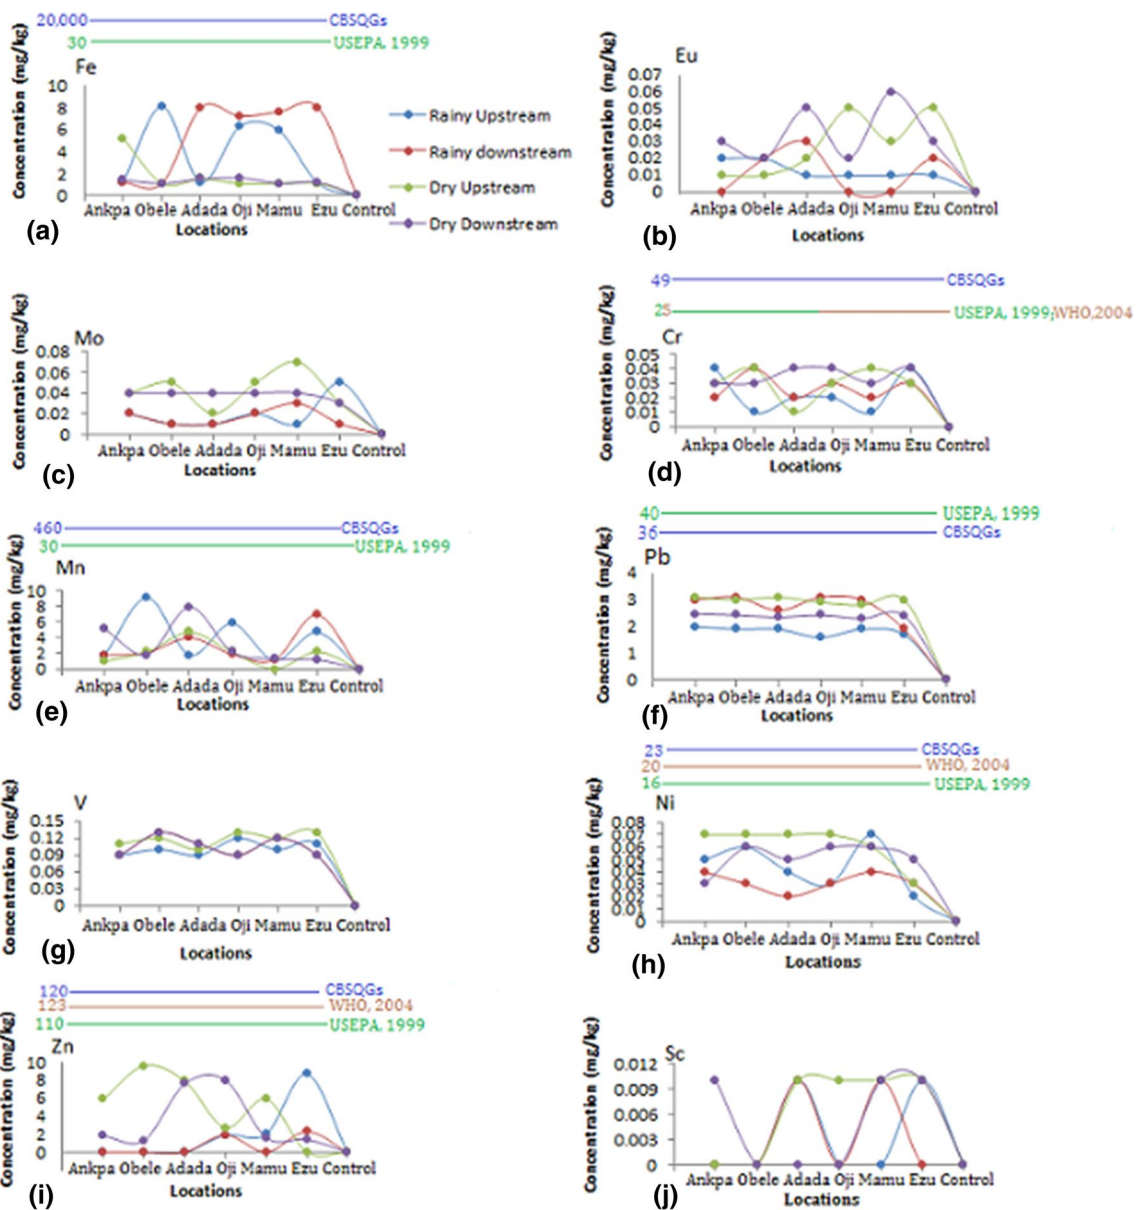 20,000 CBSQGs
30 USEPA, 1999
Fe
Concentration (mg/kg)
10
8
6
4
2
0
Ankpa Obele Adada Oji Mamu Ezu Control
Locations
(a)
Rainy Upstream
Rainy downstream
Dry Upstream
Dry Downstream
Eu
Concentration (mg/kg)
0.07
0.06
0.05
0.04
0.03
0.02
0.01
0
Ankpa Obele Adada Oji Mamu Ezu Control
Locations
(b)
Mo
Concentration (mg/kg)
0.08
0.06
0.04
0.02
0
Ankpa Obele Adada Oji Mamu Ezu Control
Locations
(c)
49 CBSQGs
25 USEPA, 1999;WHO,2004
Cr
Concentration (mg/kg)
0.05
0.04
0.03
0.02
0.01
0
Ankpa Obele Adada Oji Mamu Ezu Control
Locations
(d)
460 CBSQGs
30 USEPA, 1999
Mn
Concentration (mg/kg)
10
8
6
4
2
0
Ankpa Obele Adada Oji Mamu Ezu Control
Locations
(e)
40 USEPA, 1999
36 CBSQGs
Pb
Concentration (mg/kg)
4
3
2
1
0
Ankpa Obele Adada Oji Mamu Ezu Control
Locations
(f)
V
Concentration (mg/kg)
0.15
0.12
0.09
0.06
0.03
0
Ankpa Obele Adada Oji Mamu Ezu Control
Locations
(g)
23 CBSQGs
20 WHO, 2004
16 USEPA, 1999
Ni
Concentration (mg/kg)
0.08
0.07
0.06
0.05
0.04
0.03
0.02
0.01
0
Ankpa Obele Adada Oji Mamu Ezu Control
Locations
(h)
120 CBSQGs
123 WHO, 2004
110 USEPA, 1999
Zn
Concentration (mg/kg)
10
8
6
4
2
0
Ankpa Obele Adada Oji Mamu Ezu Control
Locations
(i)
Sc
Concentration (mg/kg)
0.012
0.009
0.006
0.003
0
Ankpa Obele Adada Oji Mamu Ezu Control
Locations
(j)